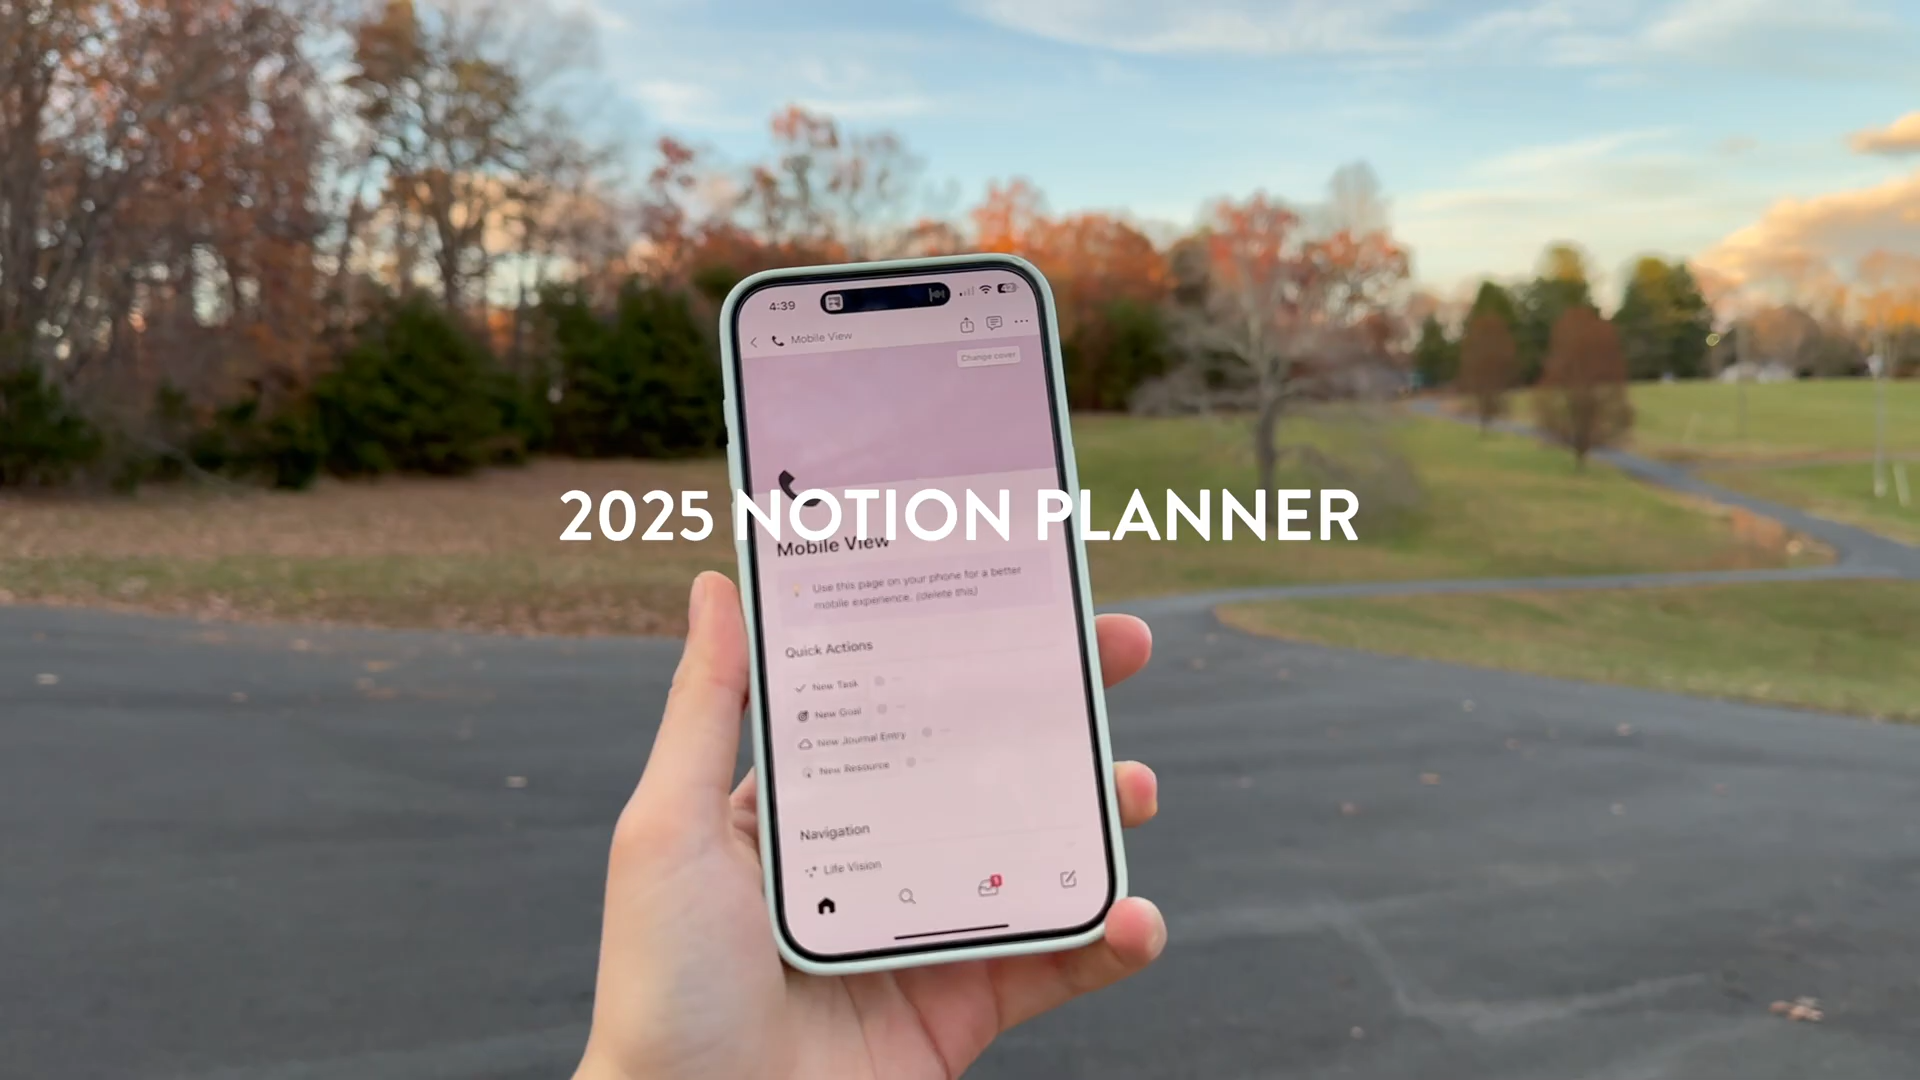 4:39
Mobile View
Change cover
2025 NOTION PLANNER
Mobile View
Use this page on your phone for a better
mobile experience. (delete this)
Quick Actions
New Task
New Goal
New Journal Entry
New Resource
Navigation
Life Vision
1